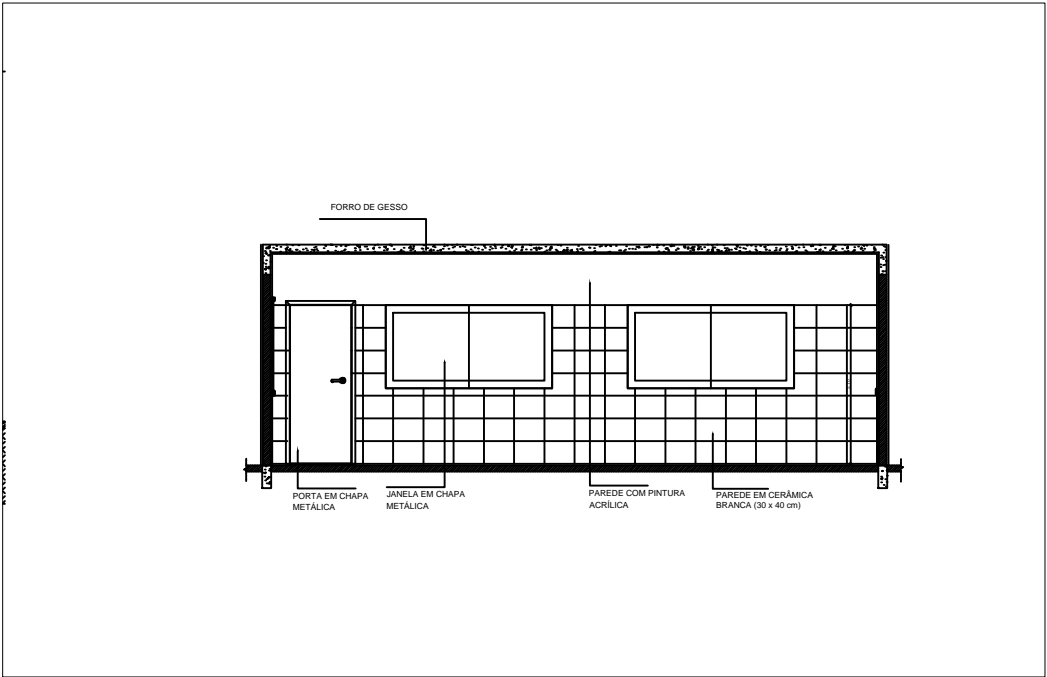 FORRO DE GESSO
PORTA EM CHAPA
METÁLICA
JANELA EM CHAPA
METÁLICA
PAREDE COM PINTURA
ACRÍLICA
PAREDE EM CERÂMICA
BRANCA (30 x 40 cm)